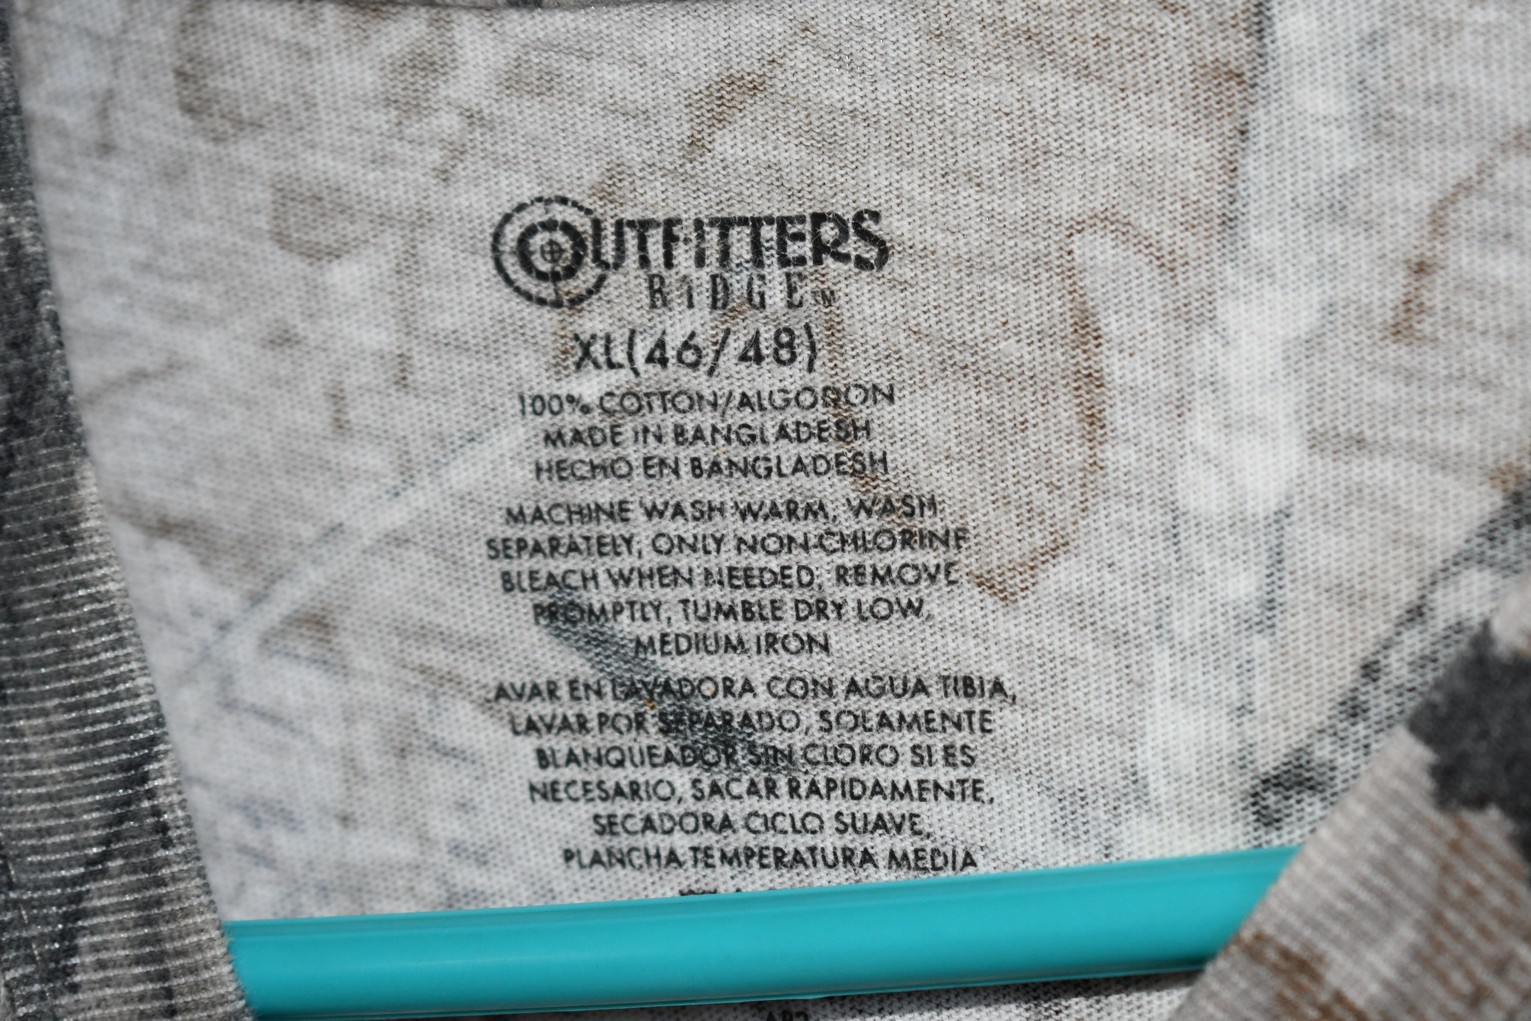 OUTFITTERS
RIDGE™
XL(46/48)
100% COTTON/ALGODON
MADE IN BANGLADESH
HECHO EN BANGLADESH
MACHINE WASH WARM, WASH
SEPARATELY, ONLY NON-CHLORINE
BLEACH WHEN NEEDED, REMOVE
PROMPTLY, TUMBLE DRY LOW,
MEDIUM IRON
LAVAR EN LAVADORA CON AGUA TIBIA,
LAVAR POR SEPARADO, SOLAMENTE
BLANQUEADOR SIN CLORO SI ES
NECESARIO, SACAR RAPIDAMENTE,
SECADORA CICLO SUAVE,
PLANCHA TEMPERATURA MEDIA